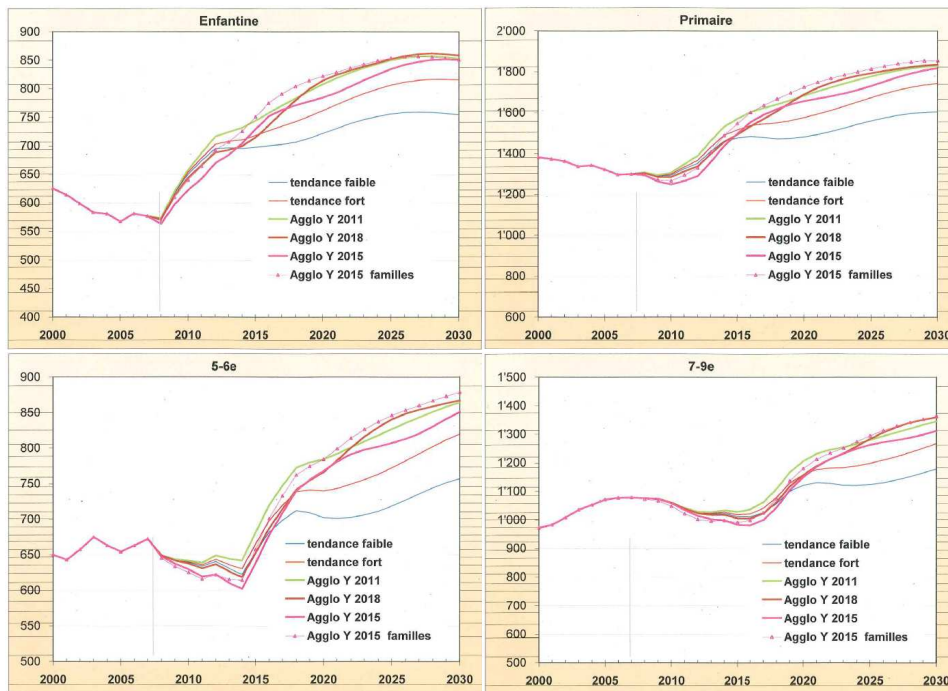 Enfantine
900
850
800
750
700
650
600
550
500
450
400
2000 2005 2010 2015 2020 2025 2030
tendance faible
tendance fort
Agglo Y 2011
Agglo Y 2018
Agglo Y 2015
Agglo Y 2015 familles
Primaire
2'000
1'800
1'600
1'400
1'200
1'000
800
600
2000 2005 2010 2015 2020 2025 2030
tendance faible
tendance fort
Agglo Y 2011
Agglo Y 2018
Agglo Y 2015
Agglo Y 2015 familles
5-6e
900
850
800
750
700
650
600
550
500
2000 2005 2010 2015 2020 2025 2030
tendance faible
tendance fort
Agglo Y 2011
Agglo Y 2018
Agglo Y 2015
Agglo Y 2015 familles
7-9e
1'500
1'400
1'300
1'200
1'100
1'000
900
800
700
600
500
2000 2005 2010 2015 2020 2025 2030
tendance faible
tendance fort
Agglo Y 2011
Agglo Y 2018
Agglo Y 2015
Agglo Y 2015 familles